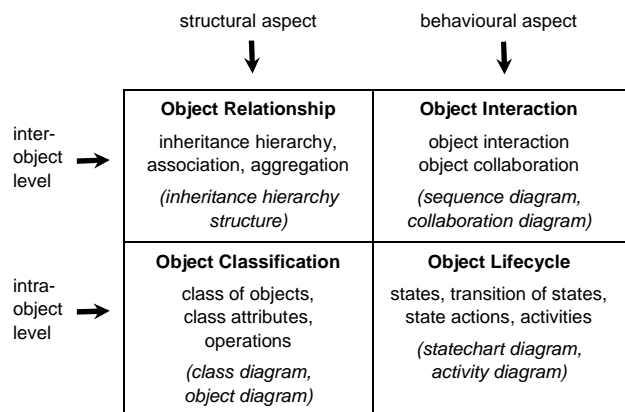 structural aspect
behavioural aspect
inter-
object
level
Object Relationship
inheritance hierarchy,
association, aggregation
(inheritance hierarchy
structure)
Object Interaction
object interaction
object collaboration
(sequence diagram,
collaboration diagram)
intra-
object
level
Object Classification
class of objects,
class attributes,
operations
(class diagram,
object diagram)
Object Lifecycle
states, transition of states,
state actions, activities
(statechart diagram,
activity diagram)